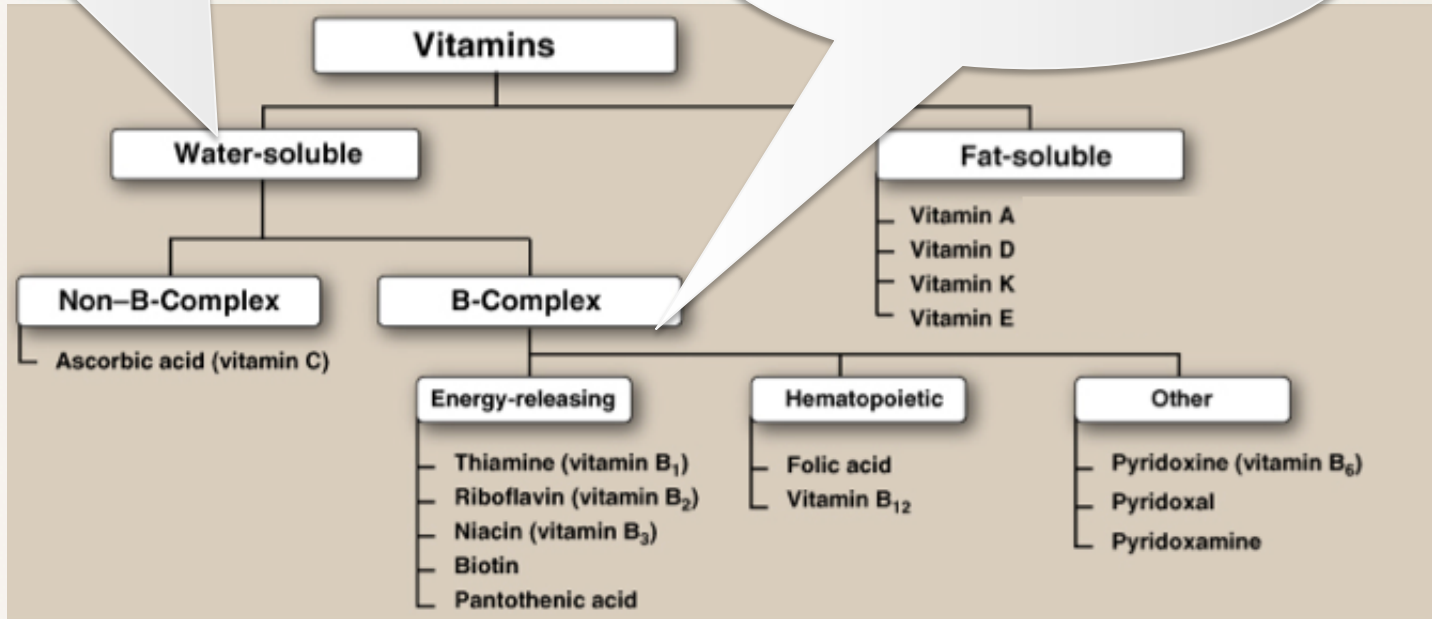 Vitamins
Water-soluble
Fat-soluble
Vitamin A
Vitamin D
Vitamin K
Vitamin E
Non–B-Complex
B-Complex
Ascorbic acid (vitamin C)
Energy-releasing
Hematopoietic
Other
Thiamine (vitamin B₁)
Riboflavin (vitamin B₂)
Niacin (vitamin B₃)
Biotin
Pantothenic acid
Folic acid
Vitamin B₁₂
Pyridoxine (vitamin B₆)
Pyridoxal
Pyridoxamine